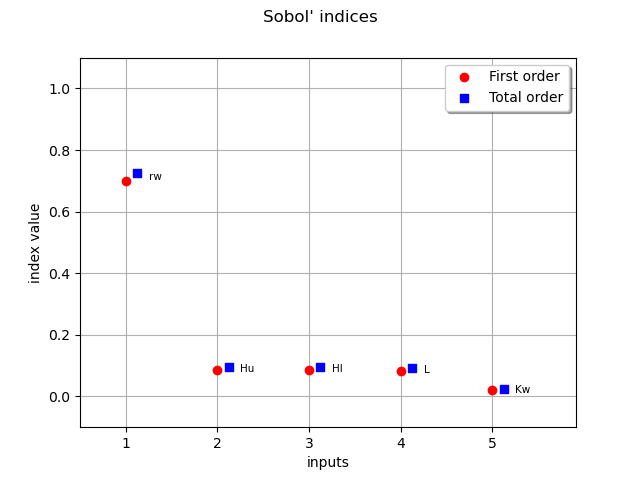 Sobol' indices
First order
Total order
1.0
0.8
0.6
0.4
0.2
0.0
index value
rw
Hu
Hl
L
Kw
1 2 3 4 5
inputs